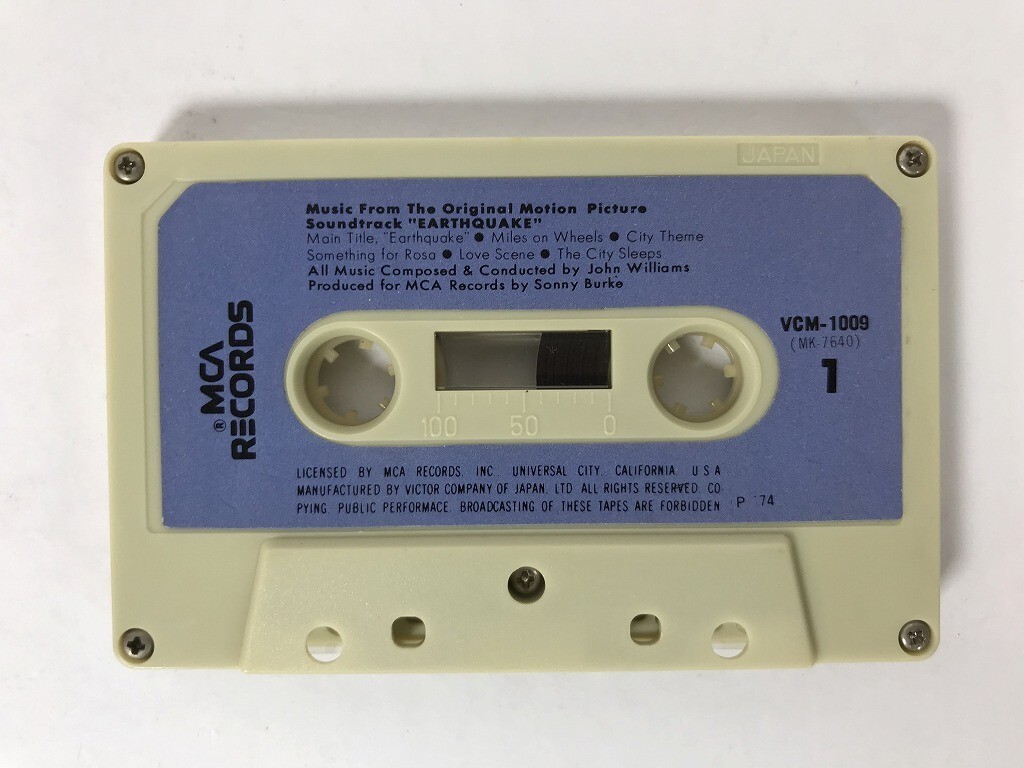 JAPAN
Music From The Original Motion Picture
Soundtrack "EARTHQUAKE"
Main Title, "Earthquake" ● Miles on Wheels ● City Theme
Something for Rosa ● Love Scene ● The City Sleeps
All Music Composed & Conducted by John Williams
Produced for MCA Records by Sonny Burke
® MCA
RECORDS
VCM-1009
(MK-7640)
1
100 50 0
LICENSED BY MCA RECORDS, INC. UNIVERSAL CITY, CALIFORNIA. U S A
MANUFACTURED BY VICTOR COMPANY OF JAPAN, LTD. ALL RIGHTS RESERVED. CO
PYING. PUBLIC PERFORMACE. BROADCASTING OF THESE TAPES ARE FORBIDDEN P '74